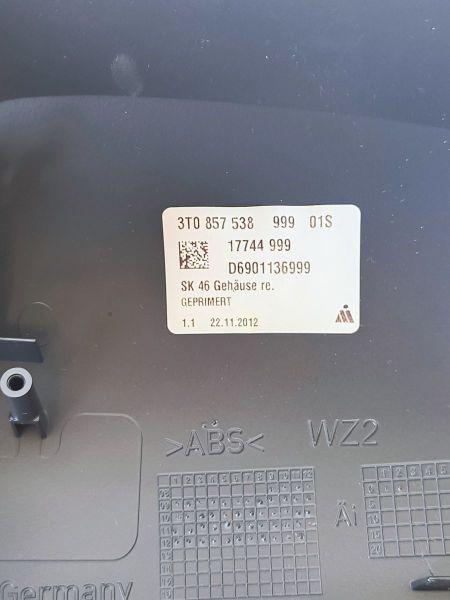 3T0 857 538 999 01S
17744 999
D6901136999
SK 46 Gehäuse re.
GEPRIMERT
1.1 22.11.2012
>ABS< WZ2
Äi
Germany